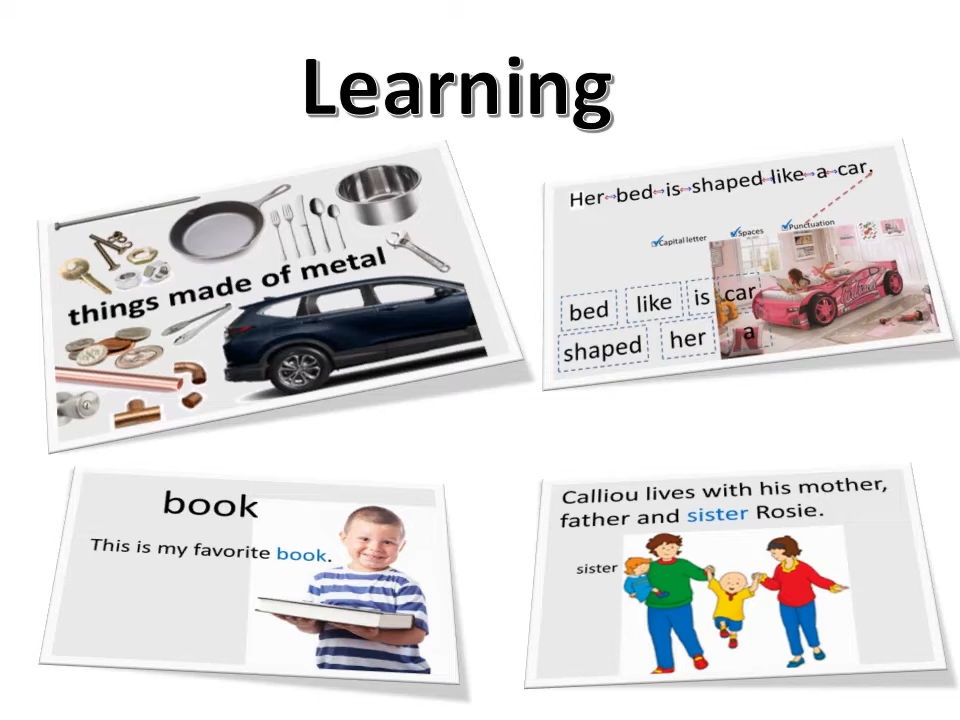 Learning
things made of metal
Her bed is shaped like a car.
Capital letter
Spaces
Punctuation
bed
like
is
car
shaped
her
a
book
This is my favorite book.
Calliou lives with his mother,
father and sister Rosie.
sister